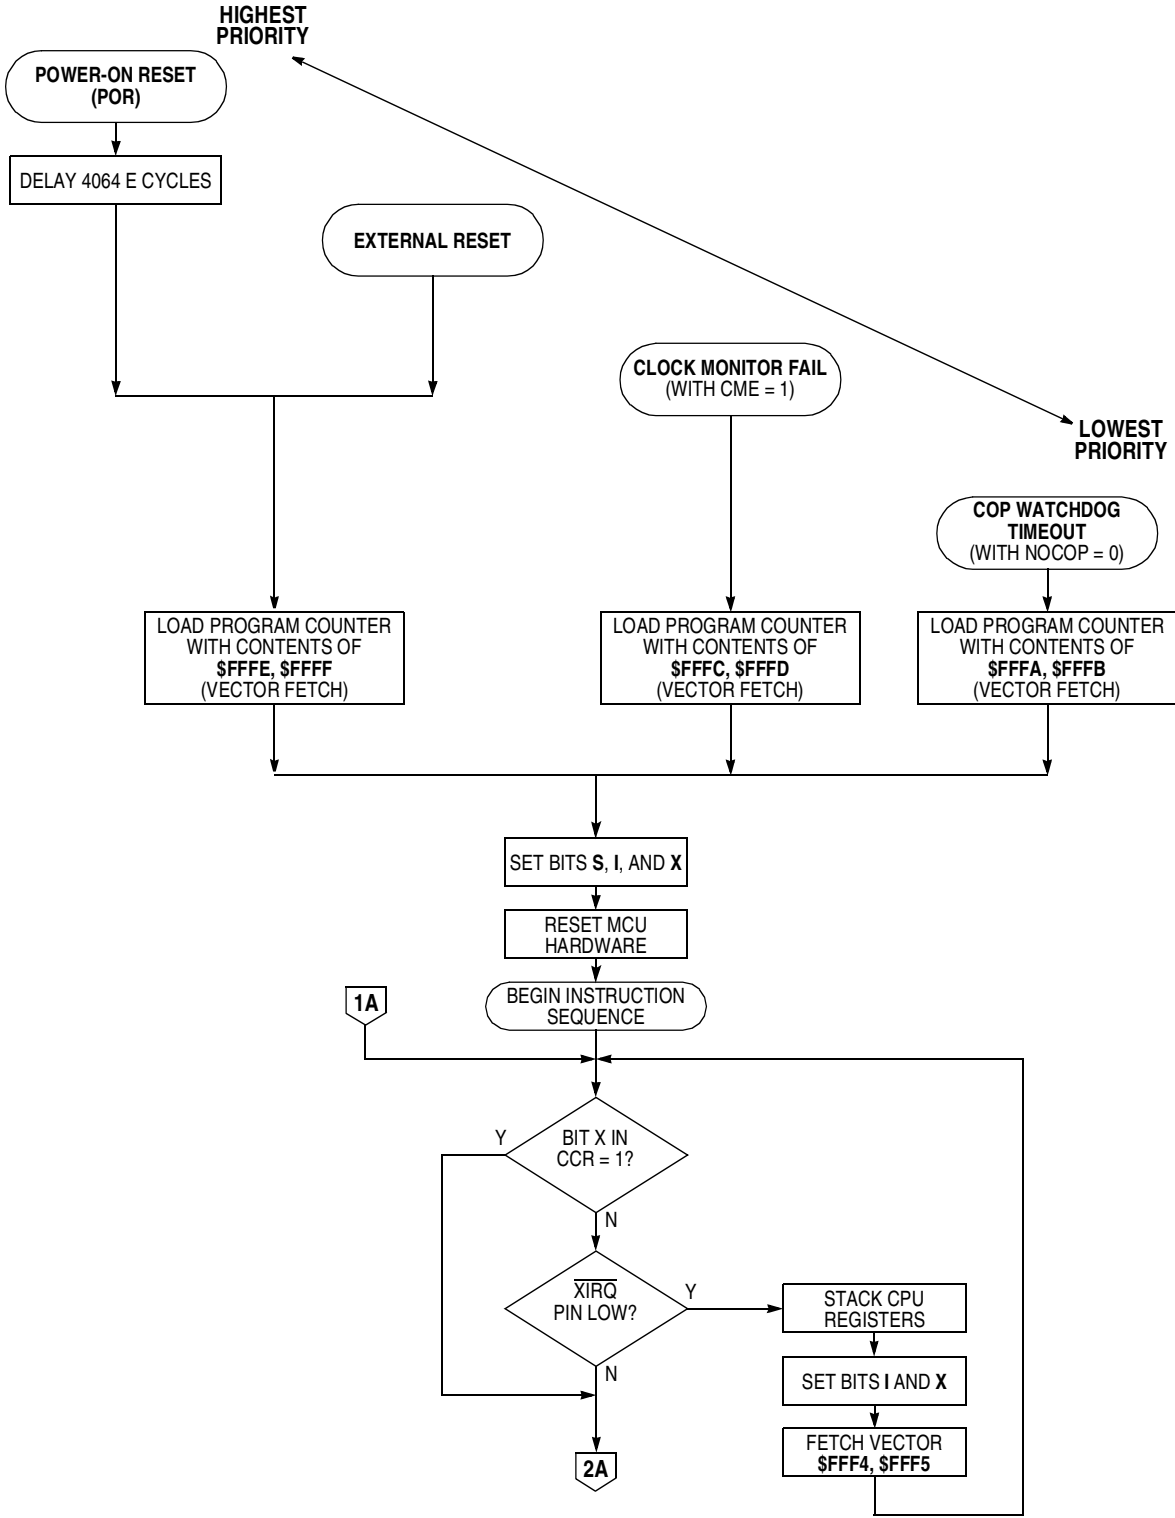 HIGHEST
PRIORITY
POWER-ON RESET
(POR)
DELAY 4064 E CYCLES
EXTERNAL RESET
CLOCK MONITOR FAIL
(WITH CME = 1)
LOWEST
PRIORITY
COP WATCHDOG
TIMEOUT
(WITH NOCOP = 0)
LOAD PROGRAM COUNTER
WITH CONTENTS OF
$FFFE, $FFFF
(VECTOR FETCH)
LOAD PROGRAM COUNTER
WITH CONTENTS OF
$FFFC, $FFFD
(VECTOR FETCH)
LOAD PROGRAM COUNTER
WITH CONTENTS OF
$FFFA, $FFFB
(VECTOR FETCH)
SET BITS S, I, AND X
RESET MCU
HARDWARE
BEGIN INSTRUCTION
SEQUENCE
1A
BIT X IN
CCR = 1?
Y
N
XIRQ
PIN LOW?
Y
N
STACK CPU
REGISTERS
SET BITS I AND X
FETCH VECTOR
$FFF4, $FFF5
2A